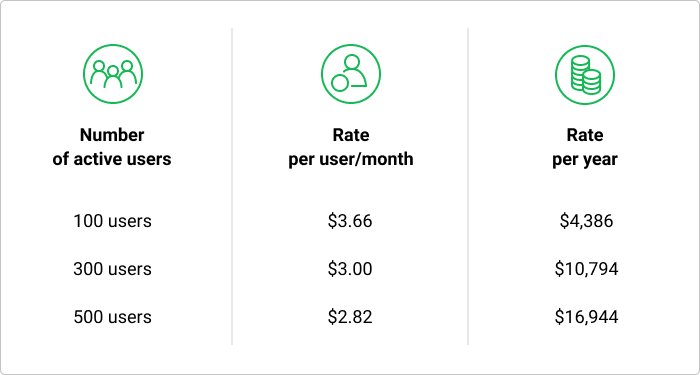 Number
of active users
Rate
per user/month
Rate
per year
100 users
$3.66
$4,386
300 users
$3.00
$10,794
500 users
$2.82
$16,944